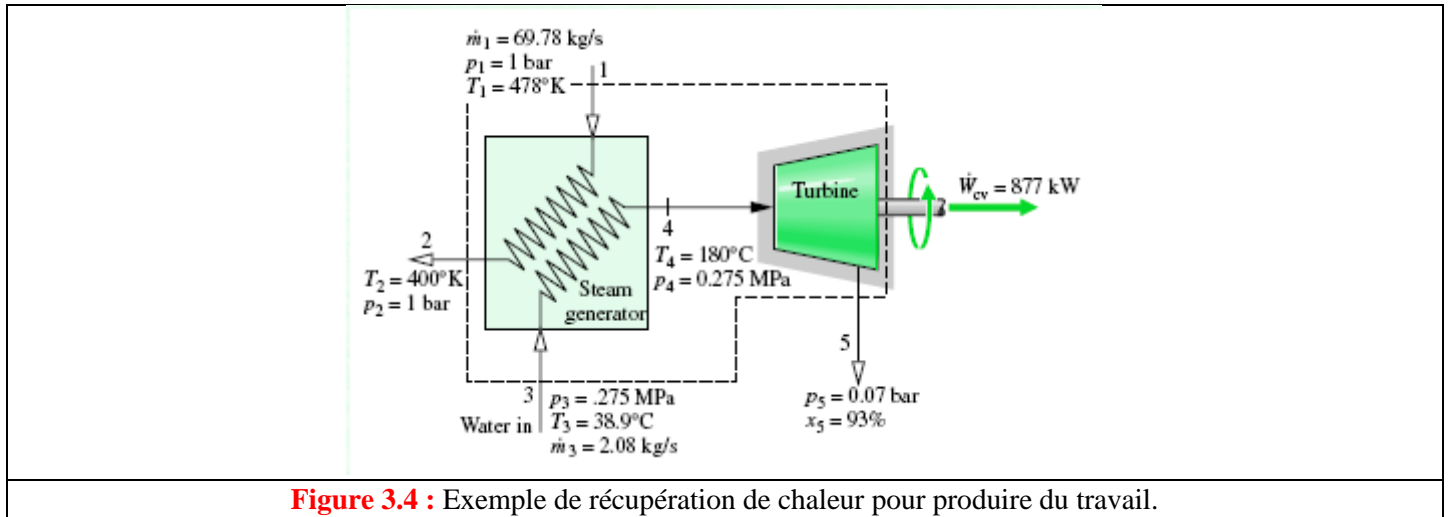 ṁ1 = 69.78 kg/s
p1 = 1 bar
T1 = 478°K
1
Turbine
Ẇcv = 877 kW
2
T2 = 400°K
p2 = 1 bar
4
T4 = 180°C
p4 = 0.275 MPa
Steam
generator
5
p5 = 0.07 bar
x5 = 93%
3
Water in
p3 = .275 MPa
T3 = 38.9°C
ṁ3 = 2.08 kg/s
Figure 3.4 : Exemple de récupération de chaleur pour produire du travail.